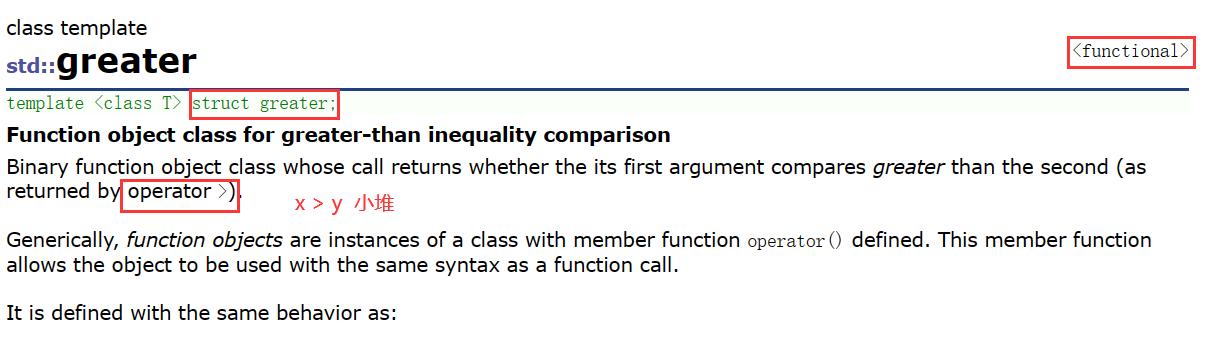 class template
<functional>
std::greater
template <class T> struct greater;
Function object class for greater-than inequality comparison
Binary function object class whose call returns whether the its first argument compares greater than the second (as
returned by operator >).
x > y 小堆
Generically, function objects are instances of a class with member function operator() defined. This member function
allows the object to be used with the same syntax as a function call.
It is defined with the same behavior as: